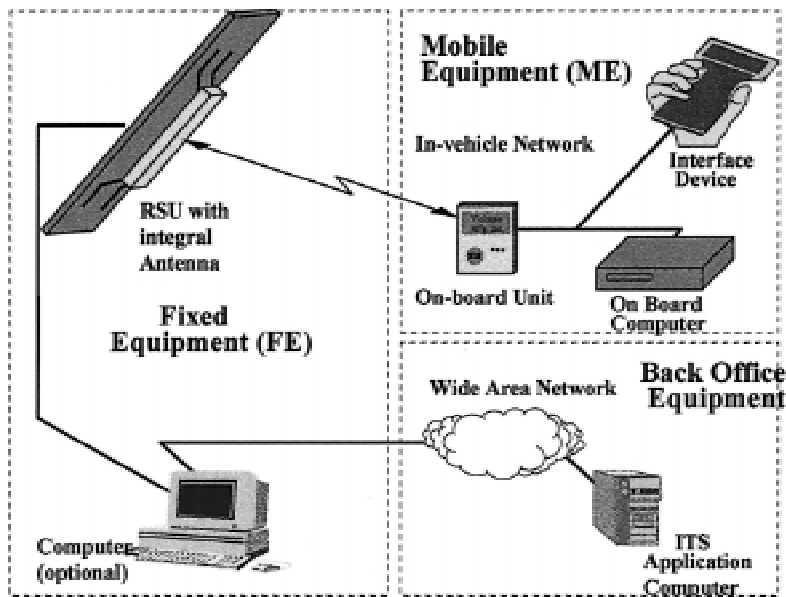 Mobile
Equipment (ME)
In-vehicle Network
Interface
Device
RSU with
integral
Antenna
On-board Unit
On Board
Computer
Fixed
Equipment (FE)
Wide Area Network
Back Office
Equipment
Computer
(optional)
ITS
Application
Computer